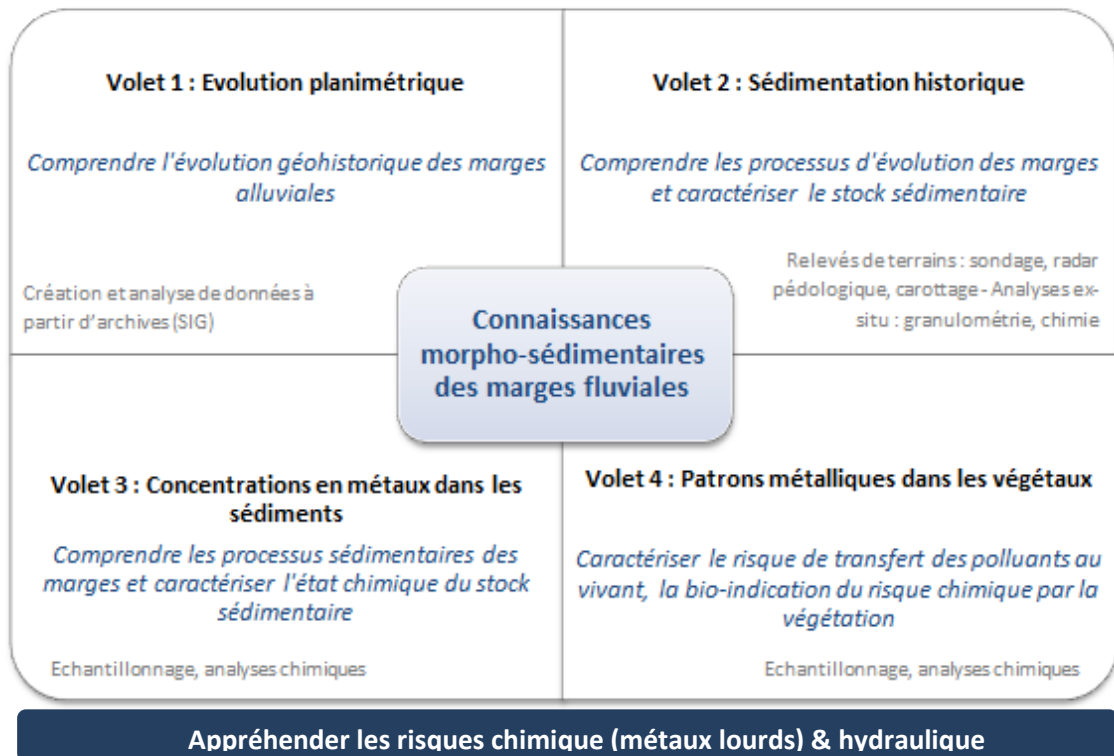 Volet 1 : Evolution planimétrique
Comprendre l'évolution géohistorique des marges
alluviales
Création et analyse de données à
partir d'archives (SIG)
Volet 2 : Sédimentation historique
Comprendre les processus d'évolution des marges
et caractériser le stock sédimentaire
Relevés de terrains : sondage, radar
pédologique, carottage - Analyses ex-
situ : granulométrie, chimie
Connaissances
morpho-sédimentaires
des marges fluviales
Volet 3 : Concentrations en métaux dans les
sédiments
Comprendre les processus sédimentaires des
marges et caractériser l'état chimique du stock
sédimentaire
Echantillonnage, analyses chimiques
Volet 4 : Patrons métalliques dans les végétaux
Caractériser le risque de transfert des polluants au
vivant, la bio-indication du risque chimique par la
végétation
Echantillonnage, analyses chimiques
Appréhender les risques chimique (métaux lourds) & hydraulique